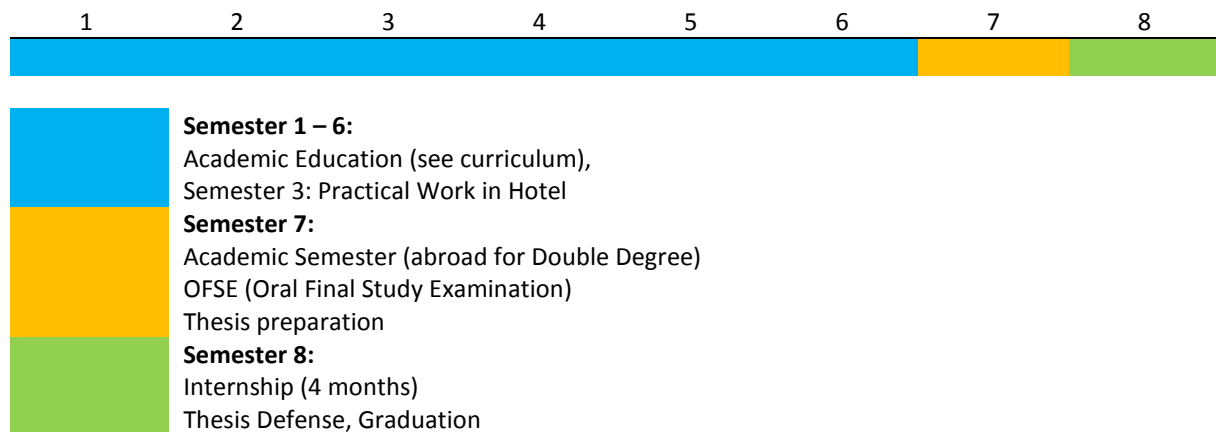 1 2 3 4 5 6 7 8
Semester 1 – 6:
Academic Education (see curriculum),
Semester 3: Practical Work in Hotel
Semester 7:
Academic Semester (abroad for Double Degree)
OFSE (Oral Final Study Examination)
Thesis preparation
Semester 8:
Internship (4 months)
Thesis Defense, Graduation